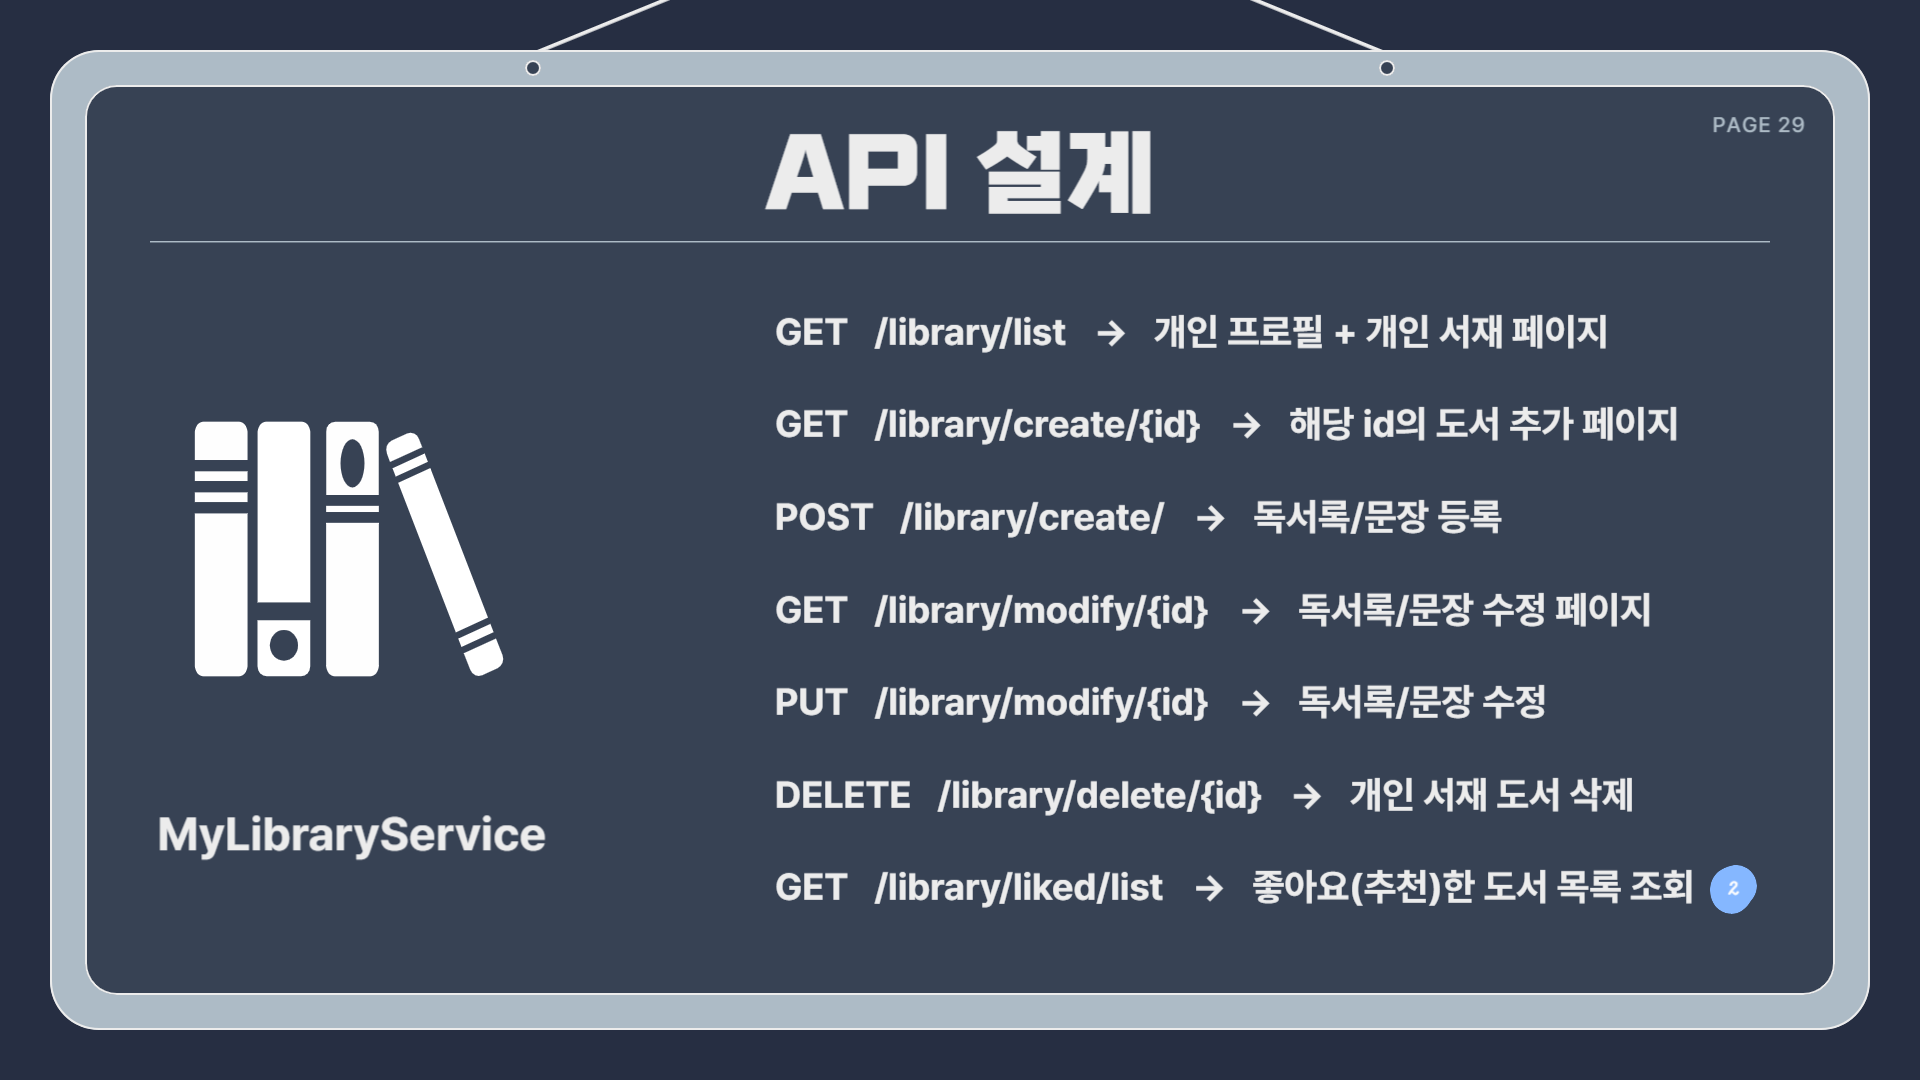 PAGE 29
API 설계
GET /library/list → 개인 프로필 + 개인 서재 페이지
GET /library/create/{id} → 해당 id의 도서 추가 페이지
POST /library/create/ → 독서록/문장 등록
GET /library/modify/{id} → 독서록/문장 수정 페이지
PUT /library/modify/{id} → 독서록/문장 수정
DELETE /library/delete/{id} → 개인 서재 도서 삭제
GET /library/liked/list → 좋아요(추천)한 도서 목록 조회 2
MyLibraryService